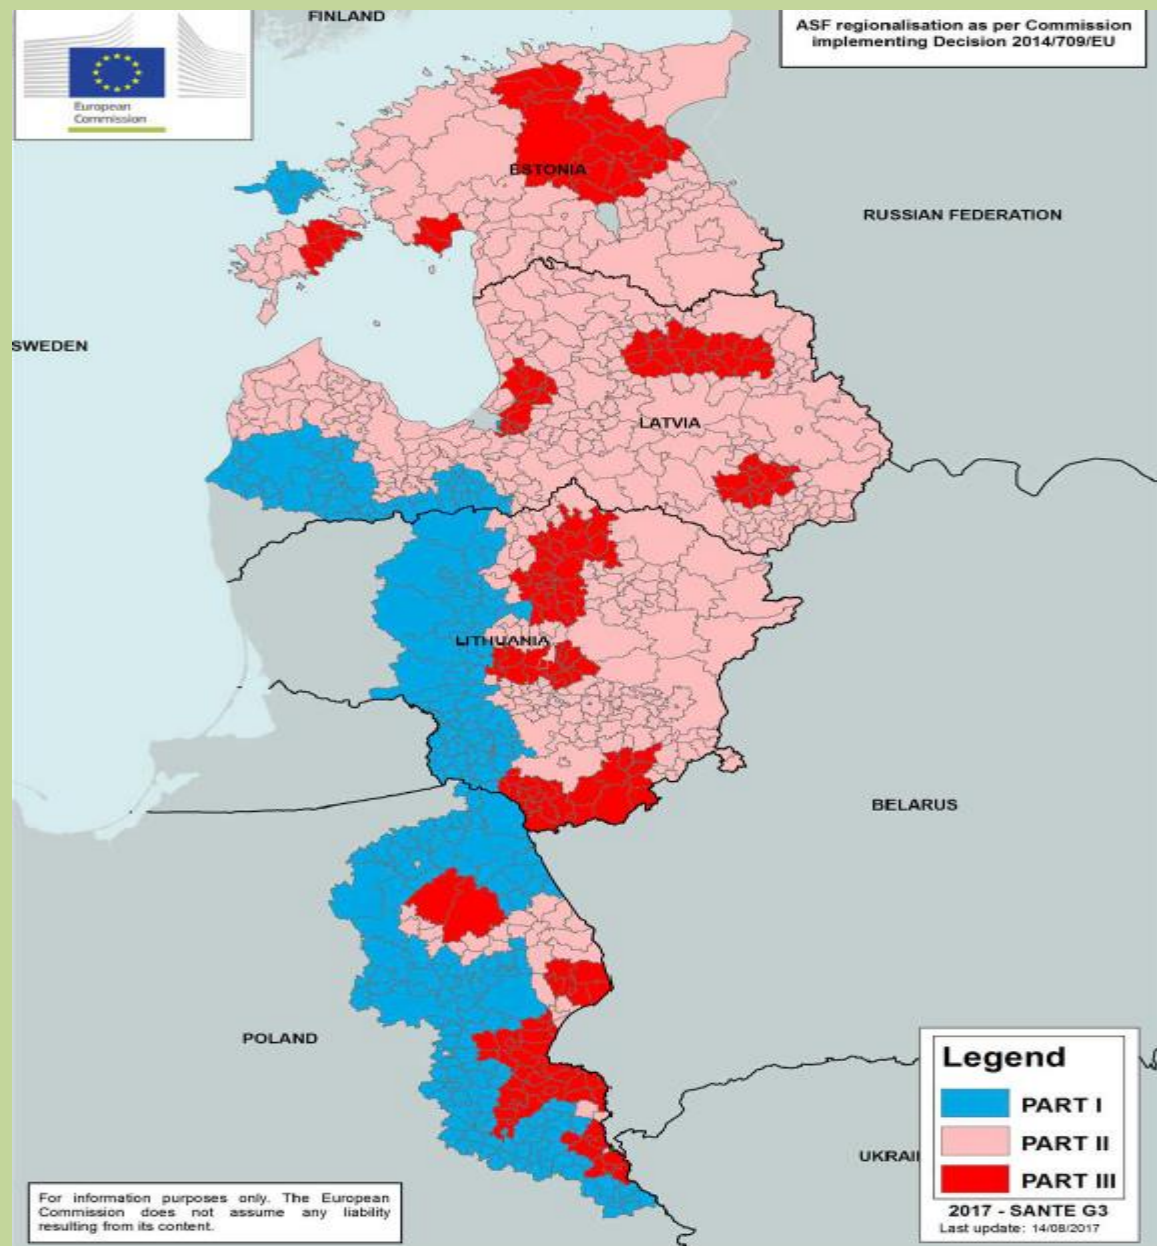 FINLAND
ASF regionalisation as per Commission
implementing Decision 2014/709/EU
European
Commission
ESTONIA
RUSSIAN FEDERATION
SWEDEN
LATVIA
LITHUANIA
BELARUS
POLAND
UKRAI
Legend
PART I
PART II
PART III
2017 - SANTE G3
Last update: 14/08/2017
For information purposes only. The European
Commission does not assume any liability
resulting from its content.